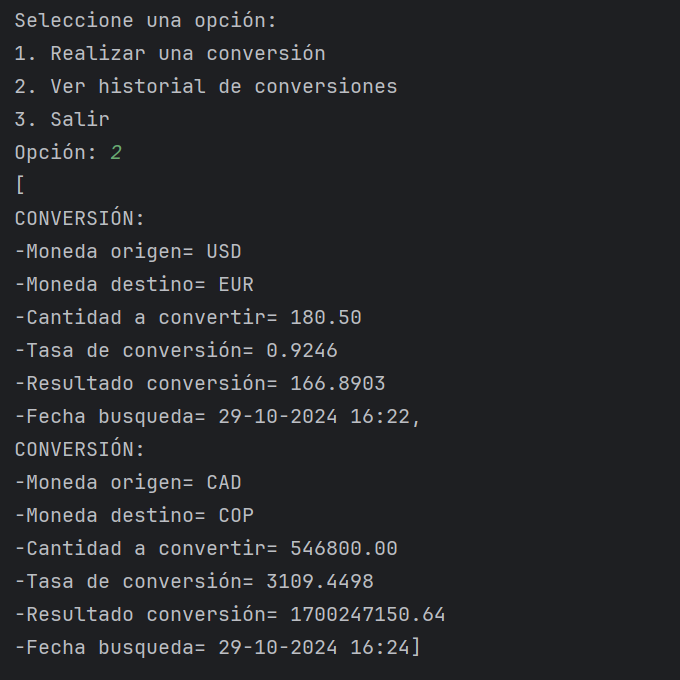 Seleccione una opción:
1. Realizar una conversión
2. Ver historial de conversiones
3. Salir
Opción: 2
[
CONVERSIÓN:
-Moneda origen= USD
-Moneda destino= EUR
-Cantidad a convertir= 180.50
-Tasa de conversión= 0.9246
-Resultado conversión= 166.8903
-Fecha busqueda= 29-10-2024 16:22,
CONVERSIÓN:
-Moneda origen= CAD
-Moneda destino= COP
-Cantidad a convertir= 546800.00
-Tasa de conversión= 3109.4498
-Resultado conversión= 1700247150.64
-Fecha busqueda= 29-10-2024 16:24]